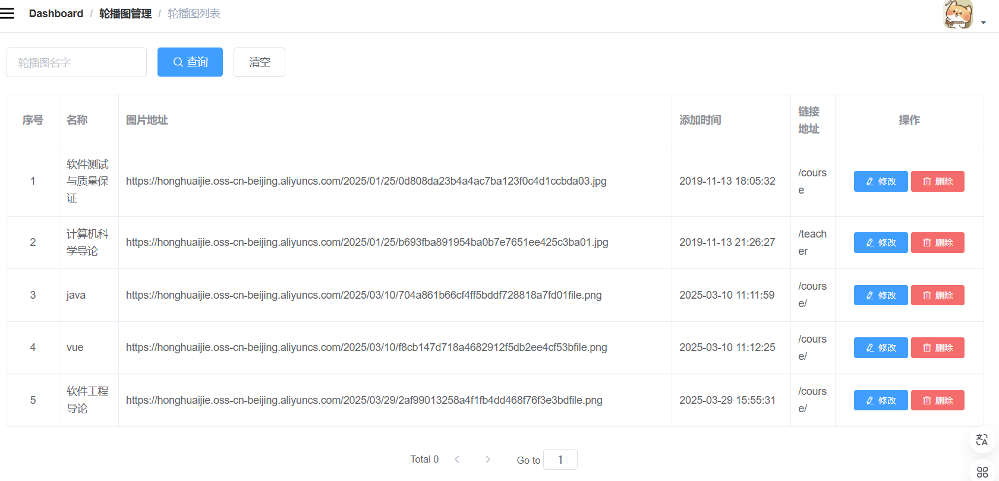 Dashboard / 轮播图管理 / 轮播图列表
轮播图名字 查询 清空
序号 名称 图片地址 添加时间 链接 操作
地址
1 软件测试 https://honghuaijie.oss-cn-beijing.aliyuncs.com/2025/01/25/0d808da23b4a4ac7ba123f0c4d1ccbda03.jpg 2019-11-13 18:05:32 /cours 修改 删除
与质量保 e
证
2 计算机科 https://honghuaijie.oss-cn-beijing.aliyuncs.com/2025/01/25/b693fba891954ba0b7e7651ee425c3ba01.jpg 2019-11-13 21:26:27 /teach 修改 删除
学导论 er
3 java https://honghuaijie.oss-cn-beijing.aliyuncs.com/2025/03/10/704a861b66cf4ff5bddf728818a7fd01file.png 2025-03-10 11:11:59 /cours 修改 删除
e/
4 vue https://honghuaijie.oss-cn-beijing.aliyuncs.com/2025/03/10/f8cb147d718a4682912f5db2ee4cf53bfile.png 2025-03-10 11:12:25 /cours 修改 删除
e/
5 软件工程 https://honghuaijie.oss-cn-beijing.aliyuncs.com/2025/03/29/2af99013258a4f1fb4dd468f76f3e3bdfile.png 2025-03-29 15:55:31 /cours 修改 删除
导论 e/
Total 0 Go to 1